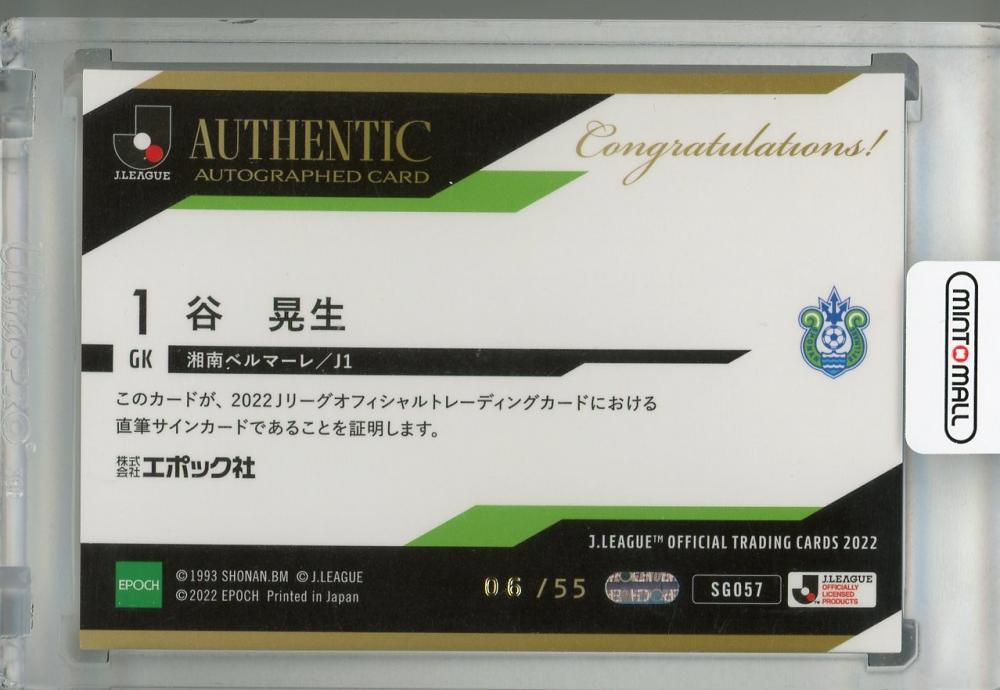 J.LEAGUE
AUTHENTIC
AUTOGRAPHED CARD
Congratulations!
1 谷 晃生
GK 湘南ベルマーレ/J1
このカードが、2022Jリーグオフィシャルトレーディングカードにおける
直筆サインカードであることを証明します。
株式会社エポック社
J.LEAGUE™ OFFICIAL TRADING CARDS 2022
EPOCH
©1993 SHONAN.BM ©J.LEAGUE
©2022 EPOCH Printed in Japan
06 /55
SG057
J.LEAGUE
OFFICIALLY
LICENSED
PRODUCTS
MINT MALL